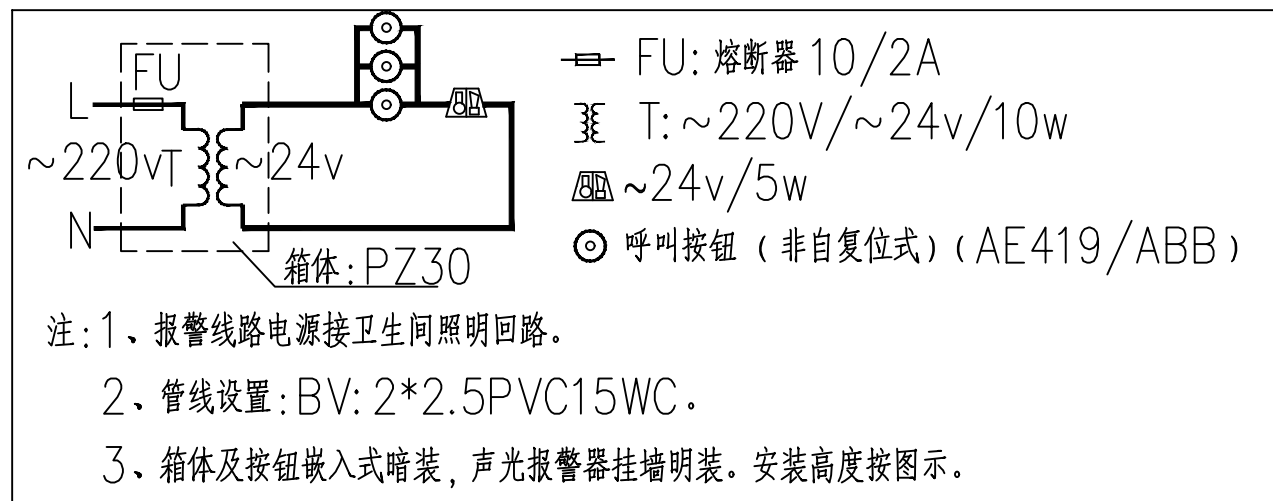 FU
L
~220v
T
~24v
N
箱体:PZ30
FU: 熔断器 10/2A
T:~220V/~24v/10w
~24v/5w
呼叫按钮（非自复位式）(AE419/ABB)
注:1、报警线路电源接卫生间照明回路。
2、管线设置:BV: 2*2.5PVC15WC。
3、箱体及按钮嵌入式暗装,声光报警器挂墙明装。安装高度按图示。